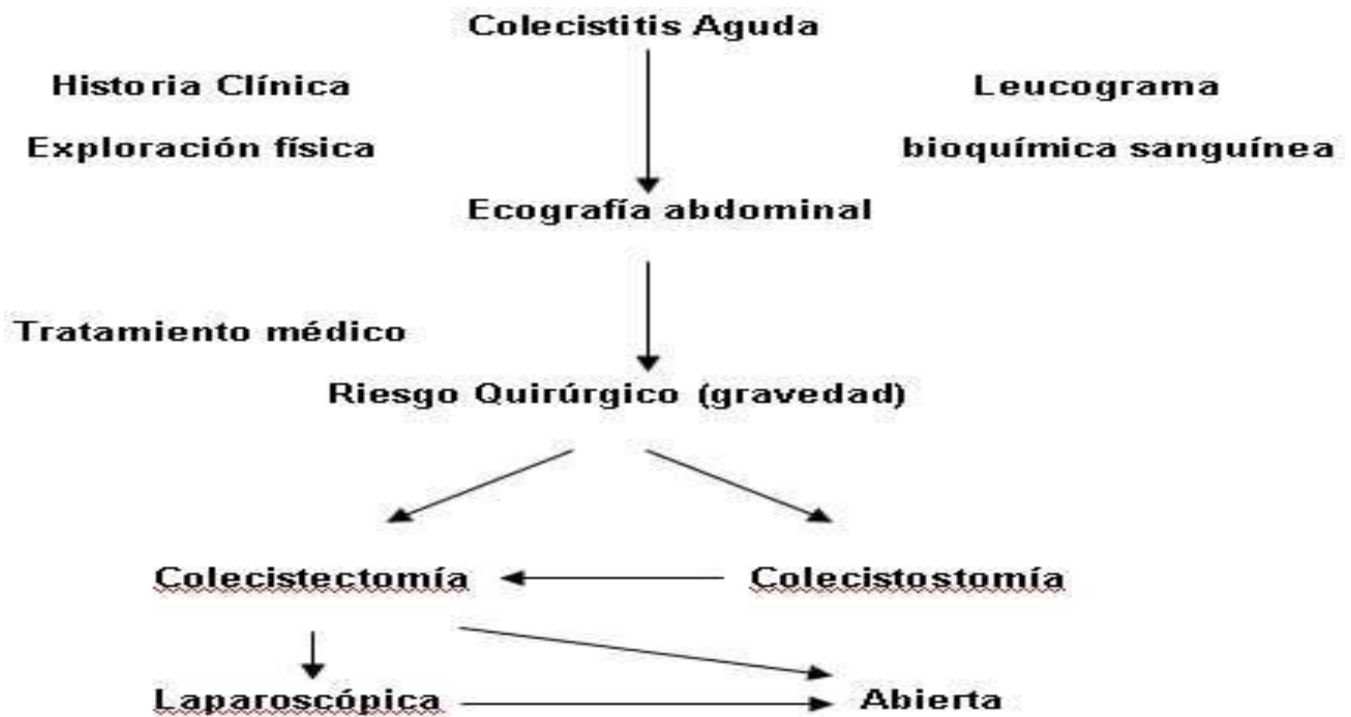 Colecistitis Aguda
Historia Clínica
Leucograma
Exploración física
bioquímica sanguínea
Ecografía abdominal
Tratamiento médico
Riesgo Quirúrgico (gravedad)
Colecistectomía
Colecistostomía
Laparoscópica
Abierta